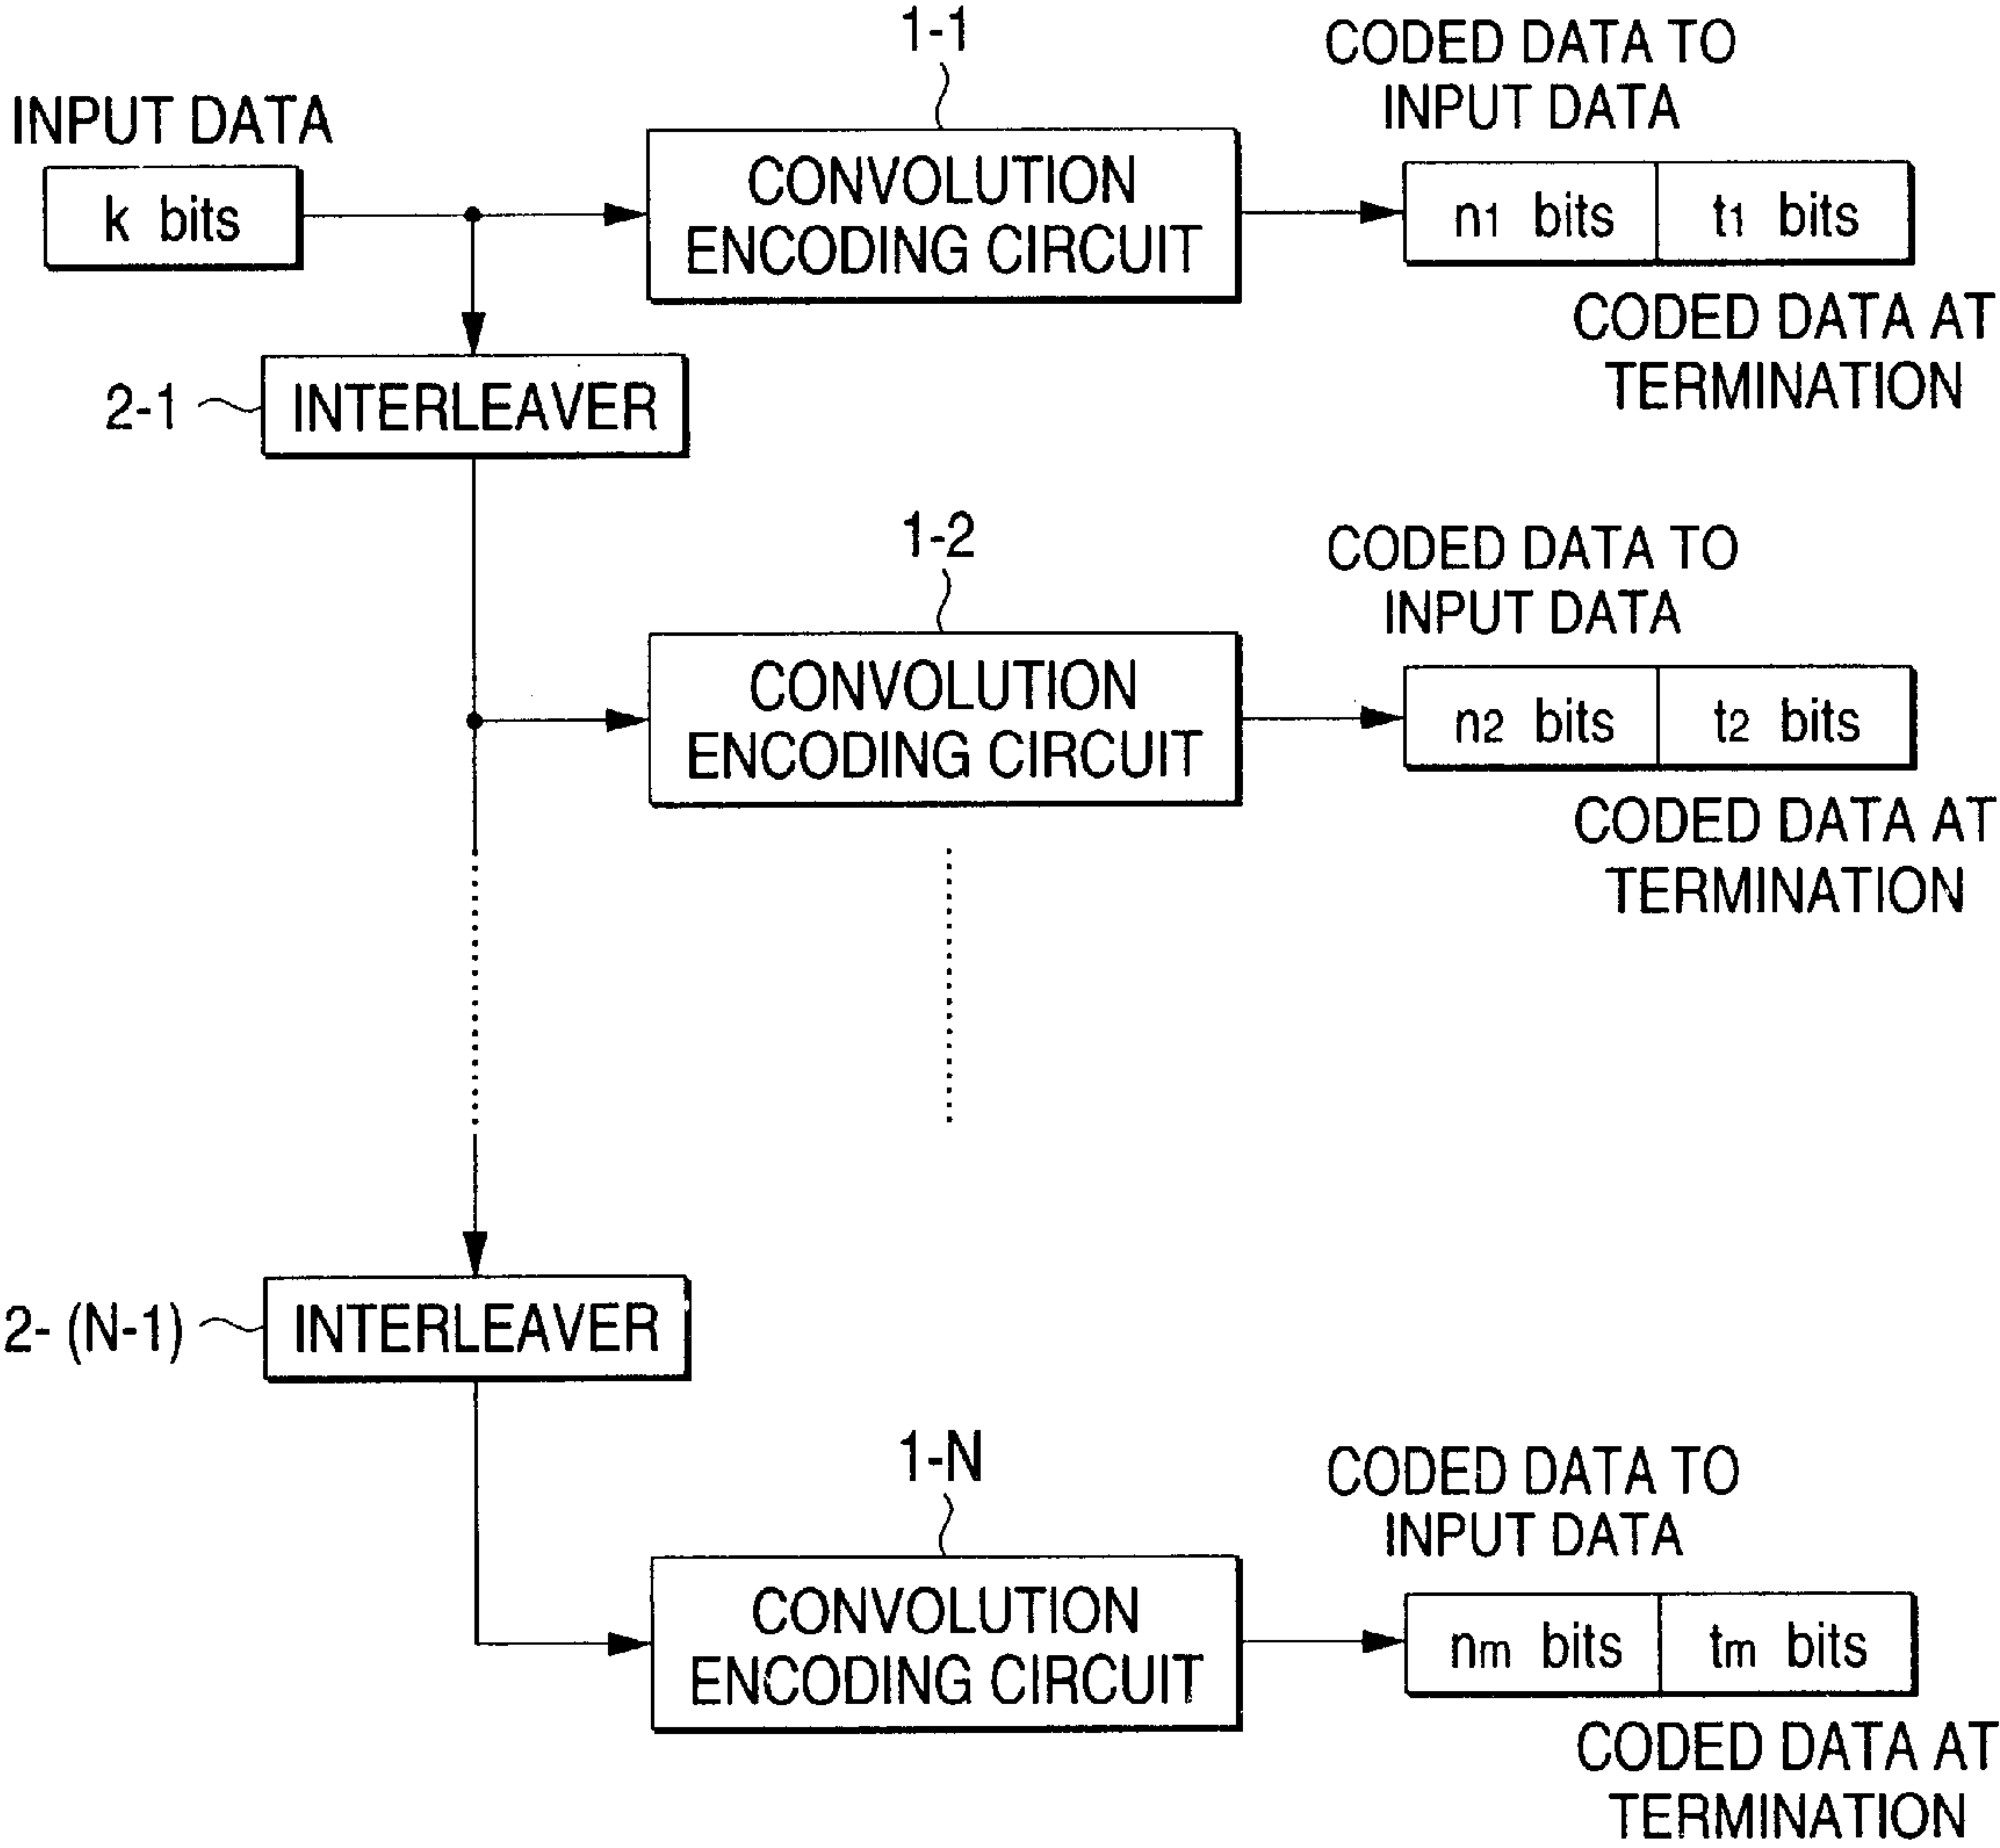 1-1
CODED DATA TO
INPUT DATA
INPUT DATA
k bits
CONVOLUTION
ENCODING CIRCUIT
n1 bits
t1 bits
CODED DATA AT
TERMINATION
2-1
INTERLEAVER
1-2
CODED DATA TO
INPUT DATA
CONVOLUTION
ENCODING CIRCUIT
n2 bits
t2 bits
CODED DATA AT
TERMINATION
2- (N-1)
INTERLEAVER
1-N
CODED DATA TO
INPUT DATA
CONVOLUTION
ENCODING CIRCUIT
nm bits
tm bits
CODED DATA AT
TERMINATION